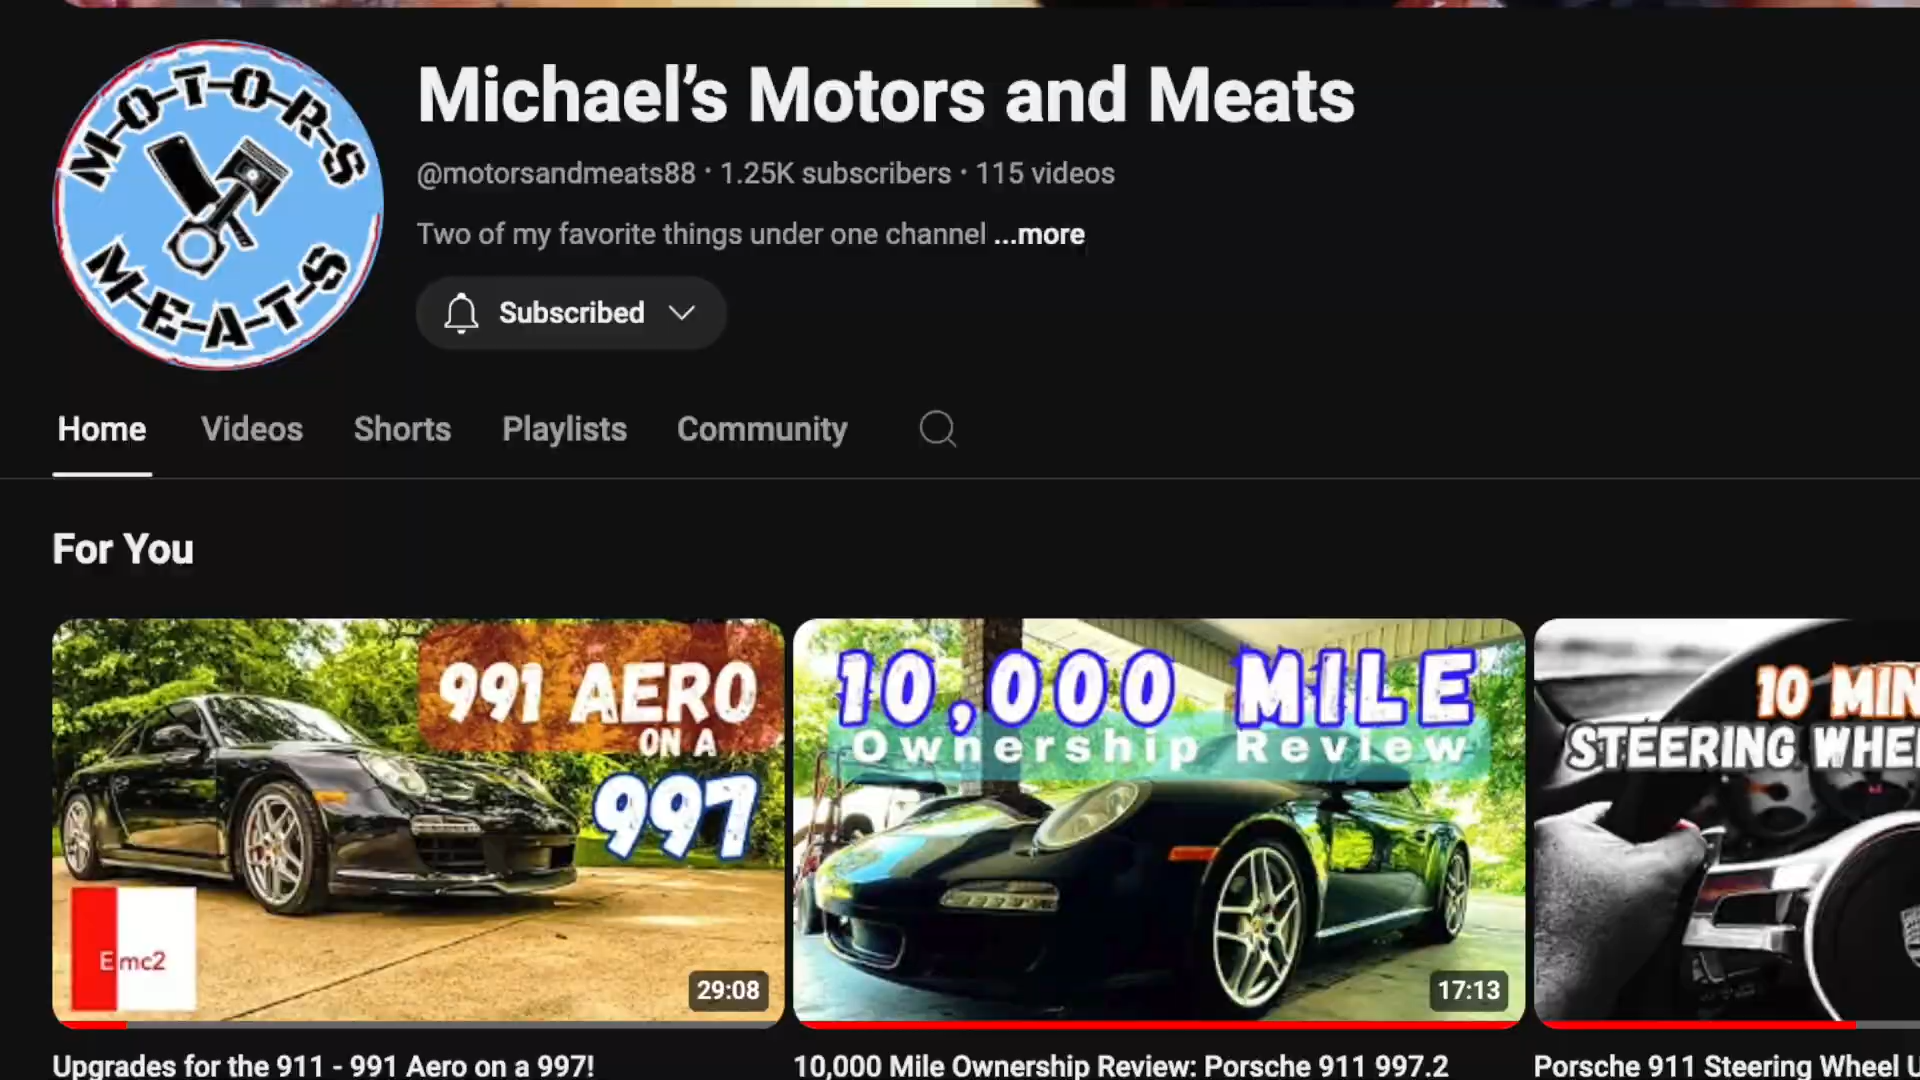 M-O-T-O-R-S
M-E-A-T-S
Michael’s Motors and Meats
@motorsandmeats88 · 1.25K subscribers · 115 videos
Two of my favorite things under one channel ...more
Subscribed
Home Videos Shorts Playlists Community
For You
991 AERO
ON A
997
E mc2
29:08
10,000 MILE
Ownership Review
17:13
10 MIN
STEERING WHE
Upgrades for the 911 - 991 Aero on a 997!
10,000 Mile Ownership Review: Porsche 911 997.2
Porsche 911 Steering Wheel U